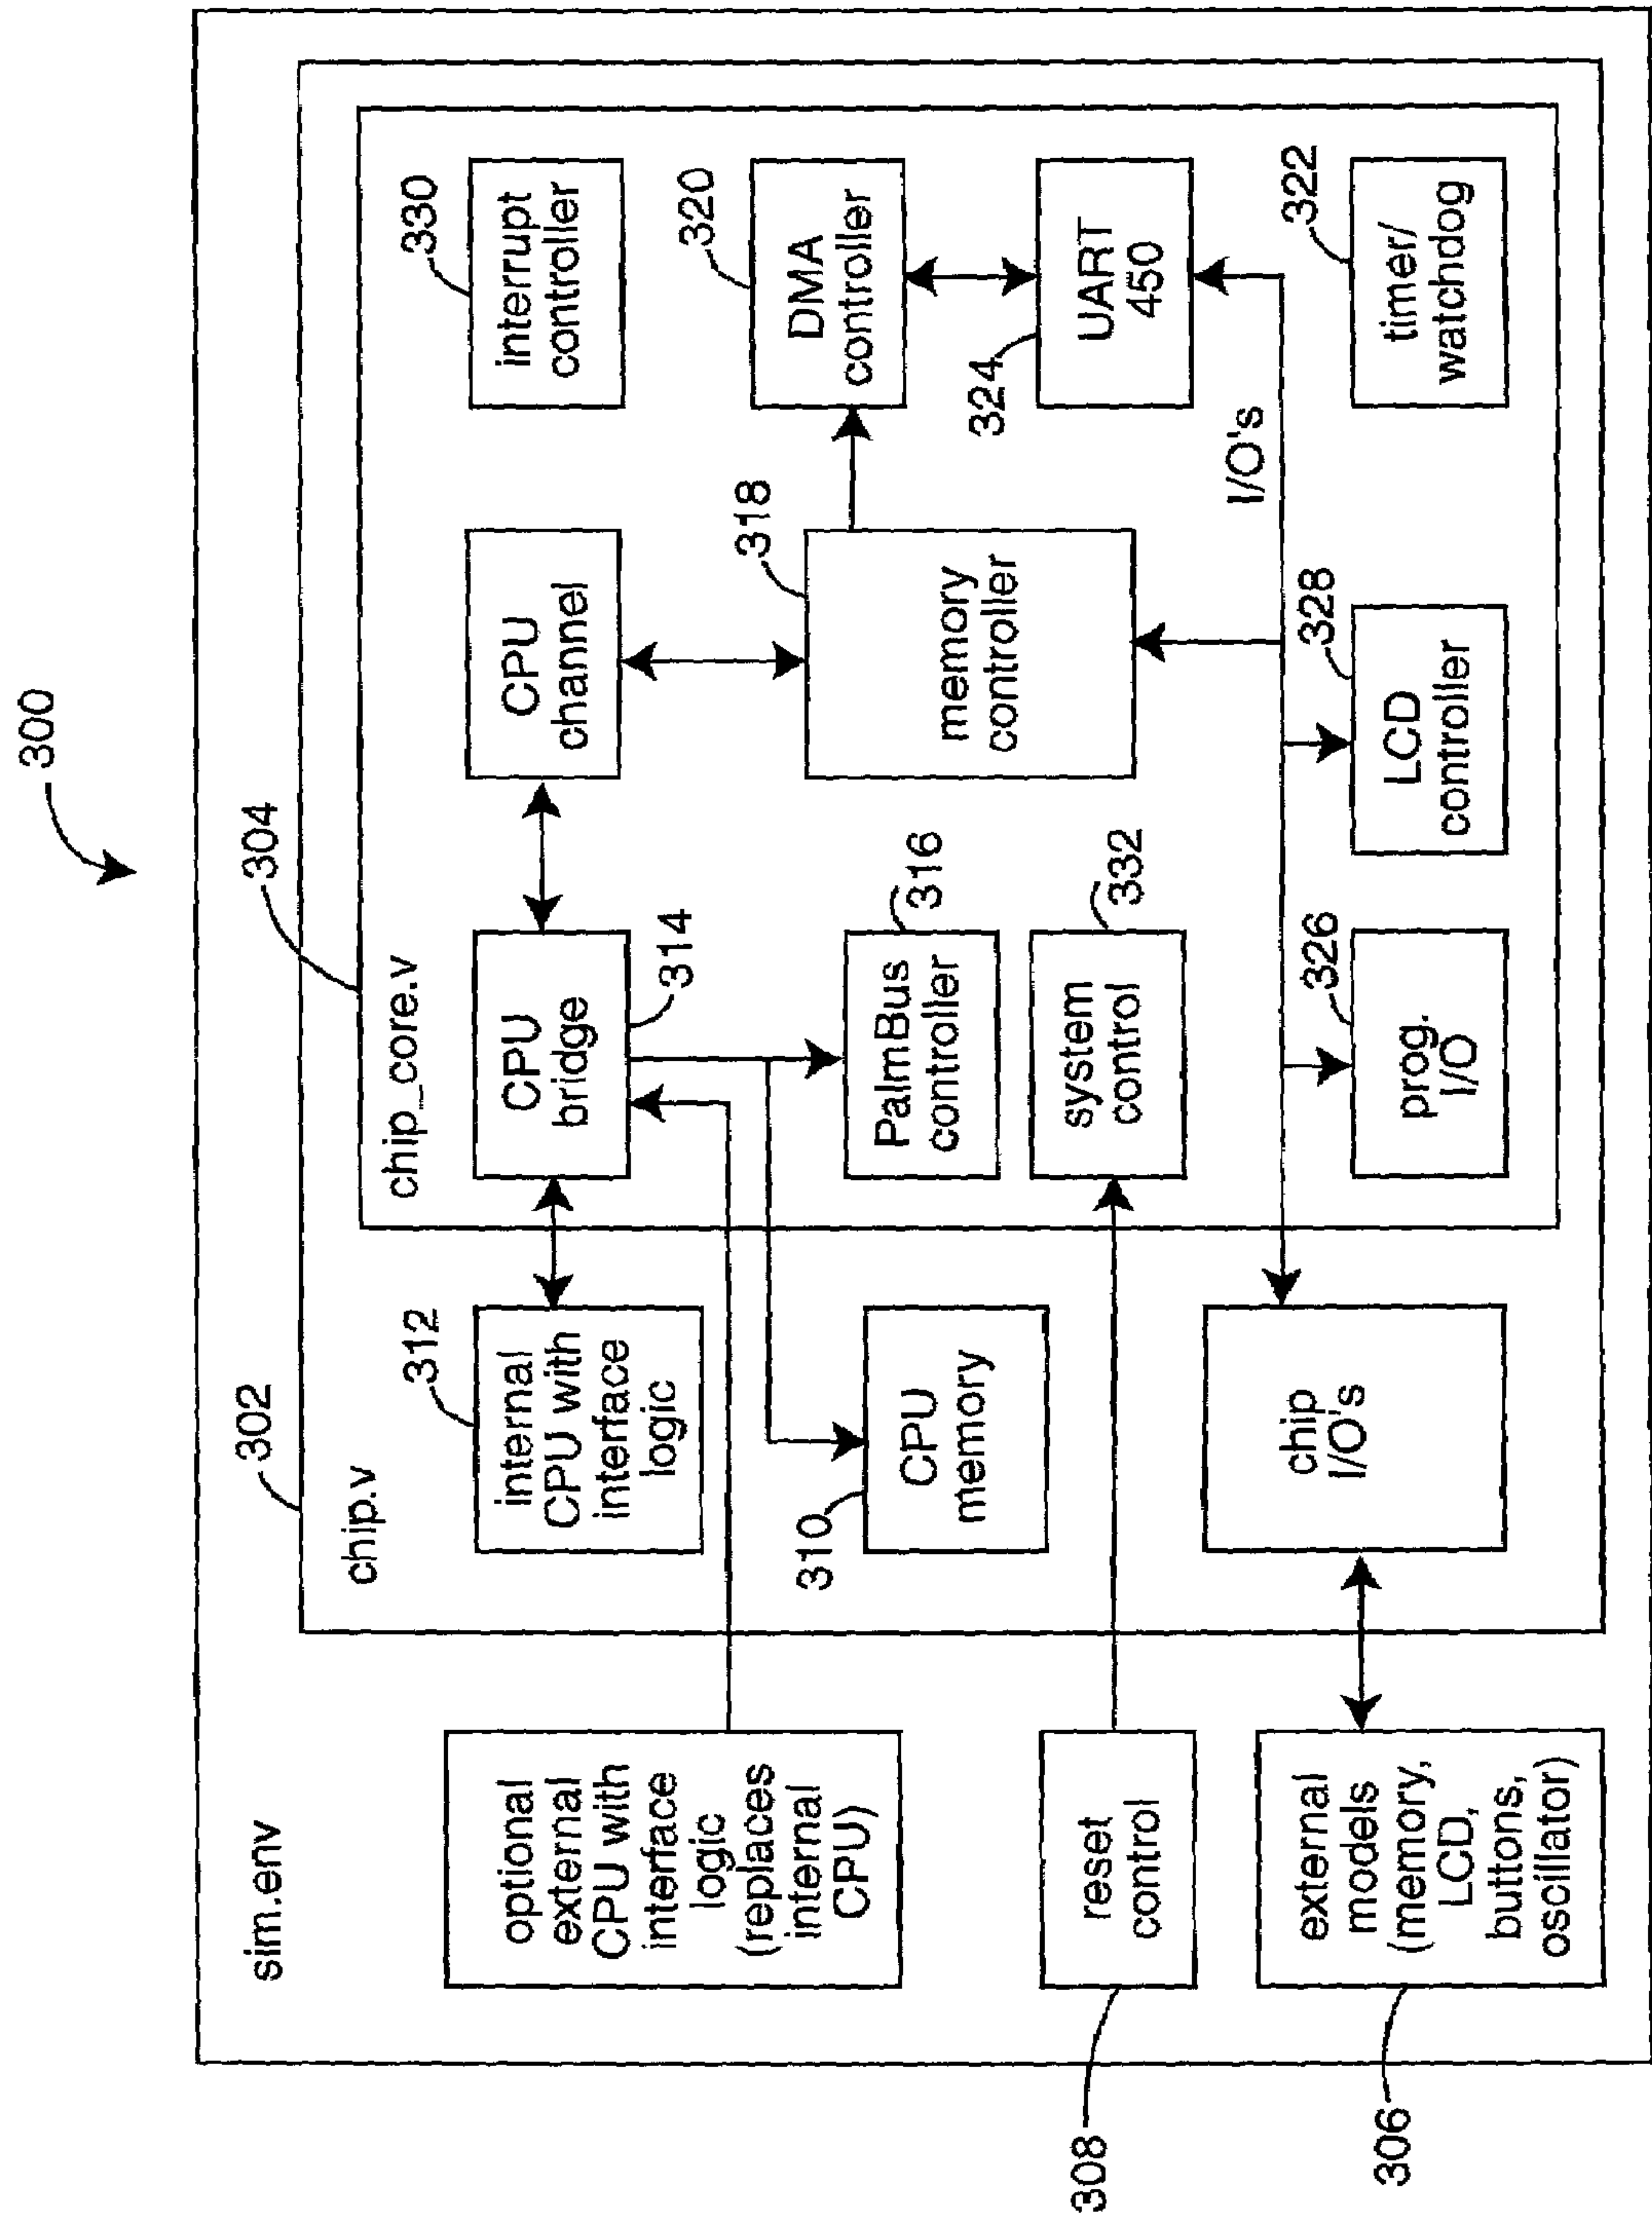 300
sim.env
302
chip.v
304
chip_core.v
optional
external
CPU with
interface
logic
(replaces
internal
CPU)
312
internal
CPU with
interface
logic
CPU
bridge
314
CPU
channel
330
interrupt
controller
310
CPU
memory
PalmBus
controller
316
318
memory
controller
320
DMA
controller
308
reset
control
system
control
332
324
UART
450
I/O's
306
external
models
(memory,
LCD,
buttons,
oscillator)
chip
I/O's
326
prog.
I/O
328
LCD
controller
322
timer/
watchdog